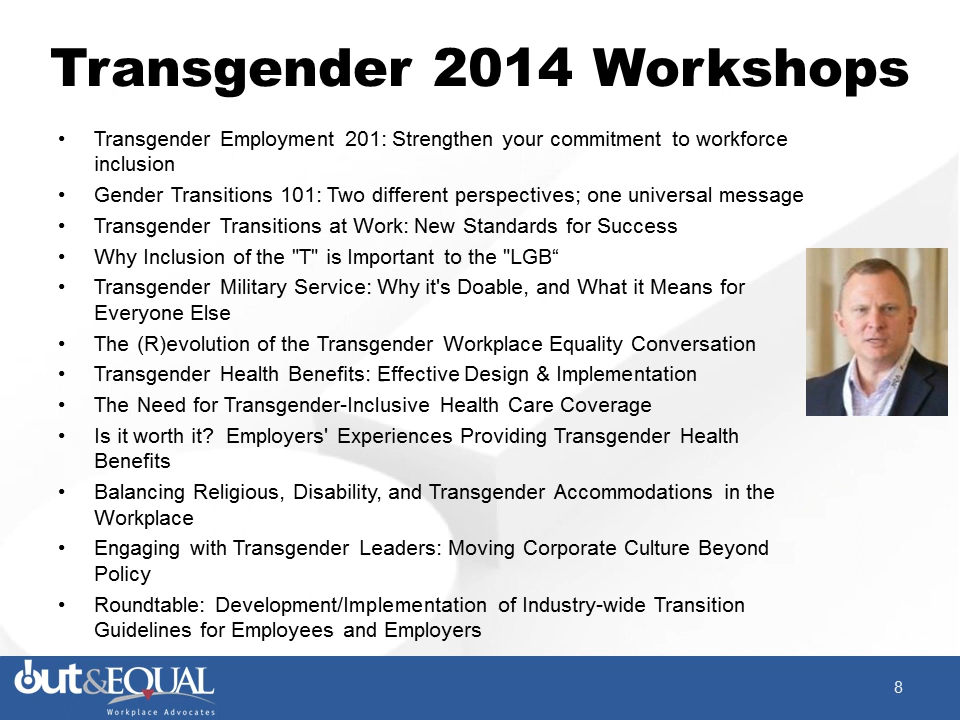 Transgender 2014 Workshops
• Transgender Employment 201: Strengthen your commitment to workforce
inclusion
• Gender Transitions 101: Two different perspectives; one universal message
• Transgender Transitions at Work: New Standards for Success
• Why Inclusion of the "T" is Important to the "LGB“
• Transgender Military Service: Why it's Doable, and What it Means for
Everyone Else
• The (R)evolution of the Transgender Workplace Equality Conversation
• Transgender Health Benefits: Effective Design & Implementation
• The Need for Transgender-Inclusive Health Care Coverage
• Is it worth it? Employers' Experiences Providing Transgender Health
Benefits
• Balancing Religious, Disability, and Transgender Accommodations in the
Workplace
• Engaging with Transgender Leaders: Moving Corporate Culture Beyond
Policy
• Roundtable: Development/Implementation of Industry-wide Transition
Guidelines for Employees and Employers
Out&EQUAL
Workplace Advocates
8